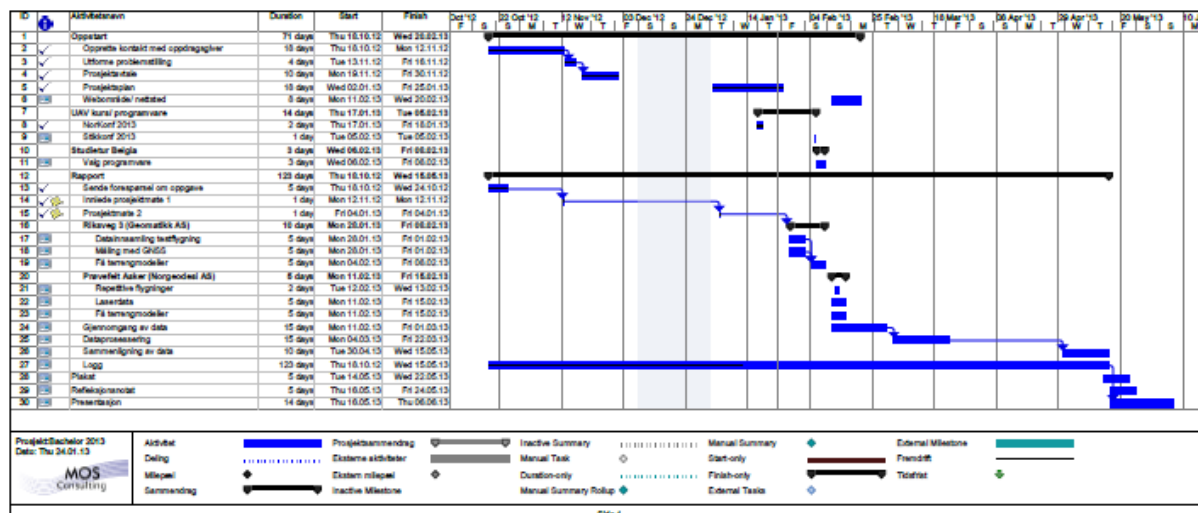 ID Aktivitetsnavn Duration Start Finish Oct '12 22 Oct '12 12 Nov '12 03 Dec '12 24 Dec '12 14 Jan '13 04 Feb '13 25 Feb '13 18 Mar '13 08 Apr '13 29 Apr '13 20 May '13
1 Oppstart 71 days Thu 18.10.12 Wed 20.02.13
2 Opprette kontakt med oppdragsgiver 18 days Thu 18.10.12 Mon 12.11.12
3 Utforme problemstilling 4 days Tue 13.11.12 Fri 16.11.12
4 Prosjektavtale 10 days Mon 19.11.12 Fri 30.11.12
5 Prosjektplan 18 days Wed 02.01.13 Fri 25.01.13
6 Webområde/ nettsted 8 days Mon 11.02.13 Wed 20.02.13
7 UAV kurs/ programvare 14 days Thu 17.01.13 Tue 05.02.13
8 NorKonf 2013 2 days Thu 17.01.13 Fri 18.01.13
9 Stikkonf 2013 1 day Tue 05.02.13 Tue 05.02.13
10 Studietur Belgia 3 days Wed 06.02.13 Fri 08.02.13
11 Valg programvare 3 days Wed 06.02.13 Fri 08.02.13
12 Rapport 123 days Thu 18.10.12 Wed 15.05.13
13 Sende forespørsel om oppgave 5 days Thu 18.10.12 Wed 24.10.12
14 Innlede prosjektmøte 1 1 day Mon 12.11.12 Mon 12.11.12
15 Prosjektmøte 2 1 day Fri 04.01.13 Fri 04.01.13
16 Riksveg 3 (Geomatikk AS) 10 days Mon 28.01.13 Fri 08.02.13
17 Datainnsamling testflygning 5 days Mon 28.01.13 Fri 01.02.13
18 Måling med GNSS 5 days Mon 28.01.13 Fri 01.02.13
19 Få terrengmodeller 5 days Mon 04.02.13 Fri 08.02.13
20 Prøvefelt Asker (Norgeodesi AS) 5 days Mon 11.02.13 Fri 15.02.13
21 Repetitive flygninger 2 days Tue 12.02.13 Wed 13.02.13
22 Laserdata 5 days Mon 11.02.13 Fri 15.02.13
23 Få terrengmodeller 5 days Mon 11.02.13 Fri 15.02.13
24 Gjennomgang av data 15 days Mon 11.02.13 Fri 01.03.13
25 Dataprosessering 15 days Mon 04.03.13 Fri 22.03.13
26 Sammenligning av data 10 days Tue 30.04.13 Wed 15.05.13
27 Logg 123 days Thu 18.10.12 Wed 15.05.13
28 Plakat 5 days Tue 14.05.13 Wed 22.05.13
29 Refleksjonsnotat 5 days Thu 16.05.13 Fri 24.05.13
30 Presentasjon 14 days Thu 16.05.13 Thu 06.06.13
Prosjekt:Bachelor 2013
Dato: Thu 24.01.13
MOS
Consulting
Aktivitet Prosjektsammendrag Inactive Summary Manual Summary External Milestone
Deling Eksterne aktiviteter Manual Task Start-only Fremdrift
Milepæl Ekstern milepæl Duration-only Finish-only Tidsfrist
Sammendrag Inactive Milestone Manual Summary Rollup External Tasks